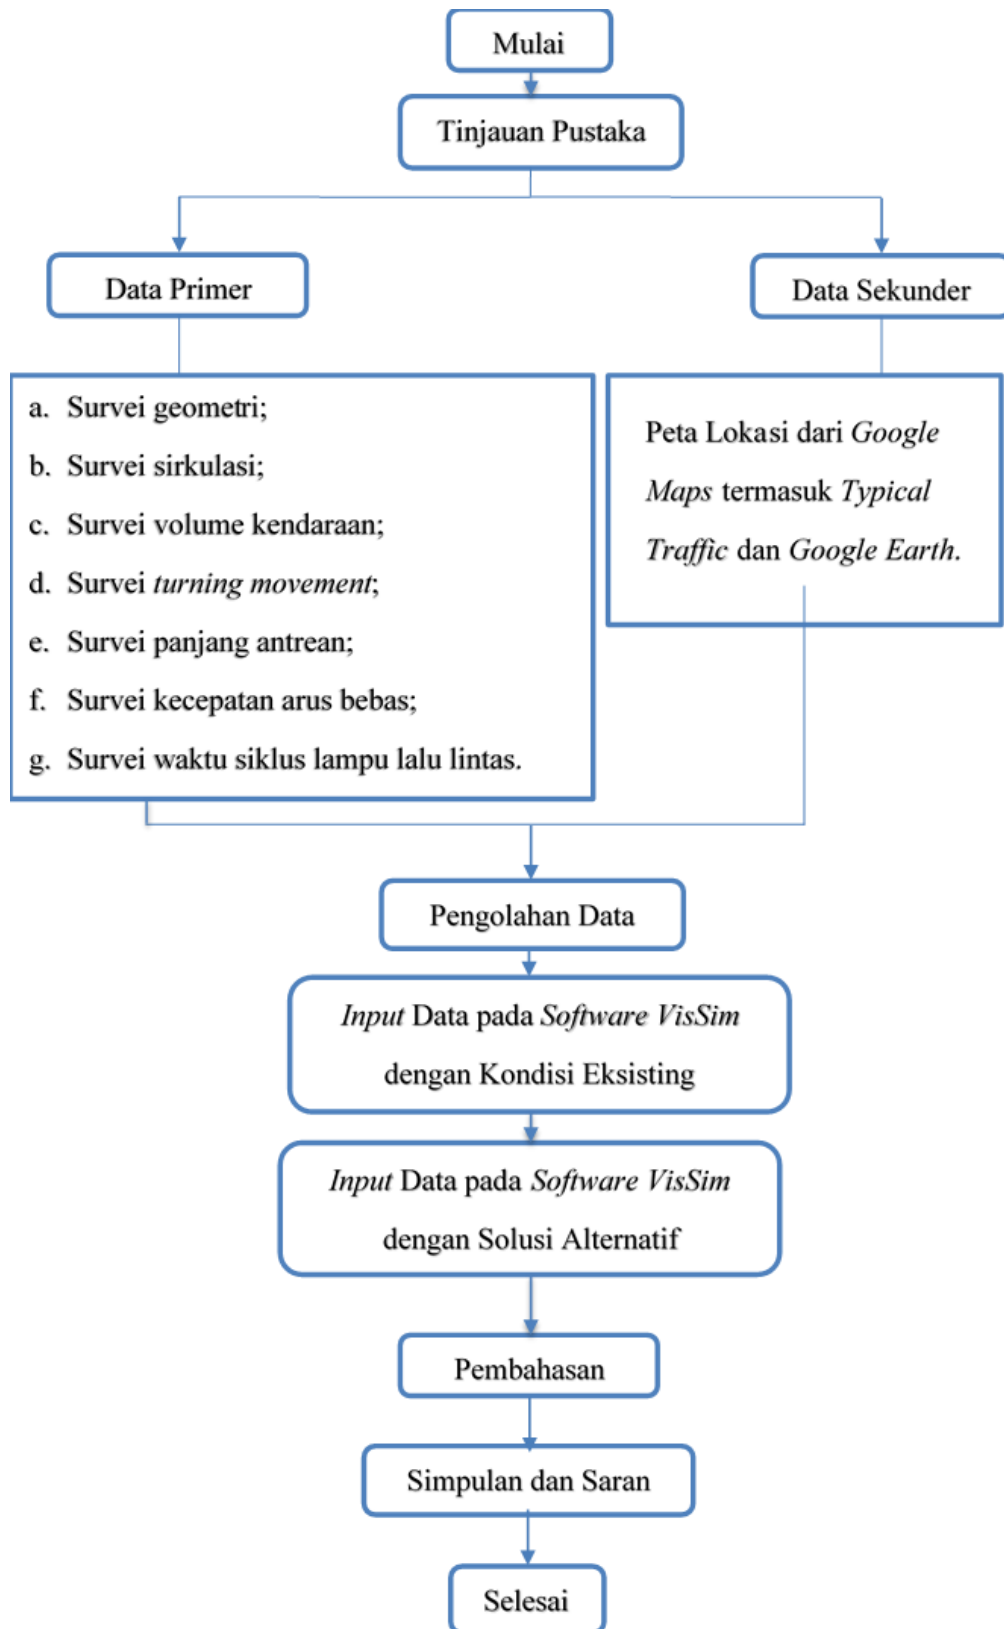 Mulai
Tinjauan Pustaka
Data Primer
Data Sekunder
a. Survei geometri;
b. Survei sirkulasi;
c. Survei volume kendaraan;
d. Survei turning movement;
e. Survei panjang antrean;
f. Survei kecepatan arus bebas;
g. Survei waktu siklus lampu lalu lintas.
Peta Lokasi dari Google
Maps termasuk Typical
Traffic dan Google Earth.
Pengolahan Data
Input Data pada Software VisSim
dengan Kondisi Eksisting
Input Data pada Software VisSim
dengan Solusi Alternatif
Pembahasan
Simpulan dan Saran
Selesai